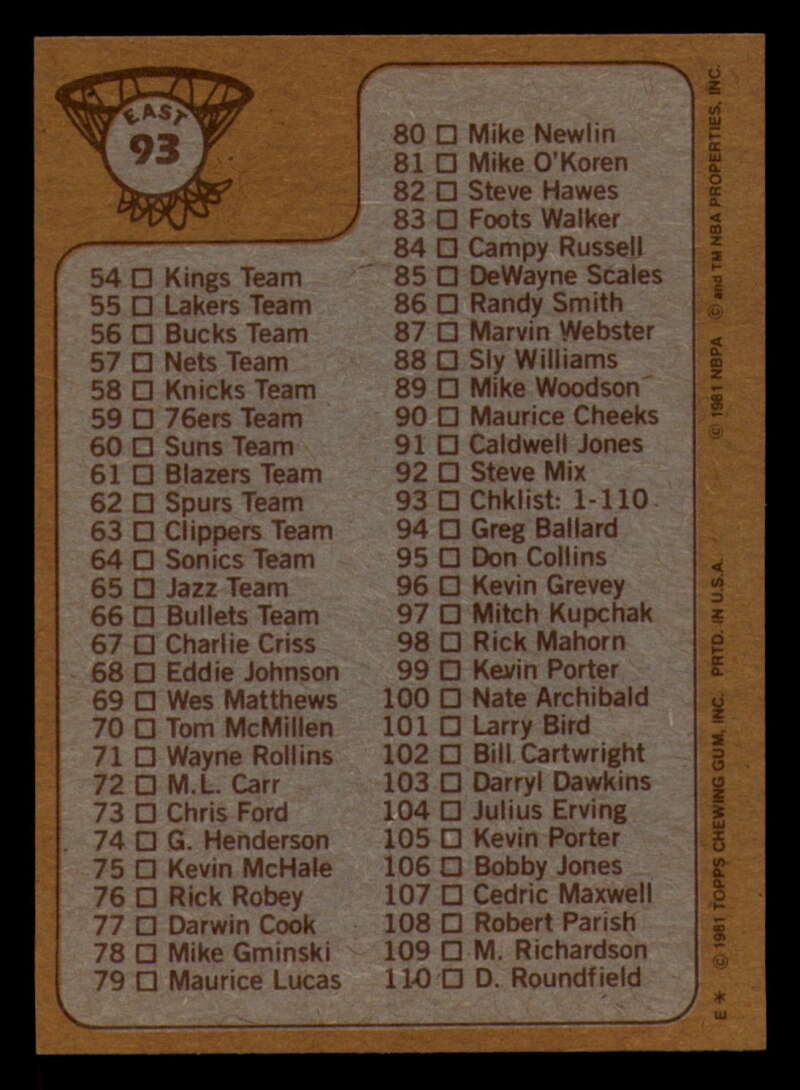 EAST
93
54 □ Kings Team
55 □ Lakers Team
56 □ Bucks Team
57 □ Nets Team
58 □ Knicks Team
59 □ 76ers Team
60 □ Suns Team
61 □ Blazers Team
62 □ Spurs Team
63 □ Clippers Team
64 □ Sonics Team
65 □ Jazz Team
66 □ Bullets Team
67 □ Charlie Criss
68 □ Eddie Johnson
69 □ Wes Matthews
70 □ Tom McMillen
71 □ Wayne Rollins
72 □ M.L. Carr
73 □ Chris Ford
74 □ G. Henderson
75 □ Kevin McHale
76 □ Rick Robey
77 □ Darwin Cook
78 □ Mike Gminski
79 □ Maurice Lucas
80 □ Mike Newlin
81 □ Mike O'Koren
82 □ Steve Hawes
83 □ Foots Walker
84 □ Campy Russell
85 □ DeWayne Scales
86 □ Randy Smith
87 □ Marvin Webster
88 □ Sly Williams
89 □ Mike Woodson
90 □ Maurice Cheeks
91 □ Caldwell Jones
92 □ Steve Mix
93 □ Chklist: 1-110
94 □ Greg Ballard
95 □ Don Collins
96 □ Kevin Grevey
97 □ Mitch Kupchak
98 □ Rick Mahorn
99 □ Kevin Porter
100 □ Nate Archibald
101 □ Larry Bird
102 □ Bill Cartwright
103 □ Darryl Dawkins
104 □ Julius Erving
105 □ Kevin Porter
106 □ Bobby Jones
107 □ Cedric Maxwell
108 □ Robert Parish
109 □ M. Richardson
110 □ D. Roundfield
E * © 1981 TOPPS CHEWING GUM, INC. PRTD. IN U.S.A. © 1981 NBPA © and TM NBA PROPERTIES, INC.